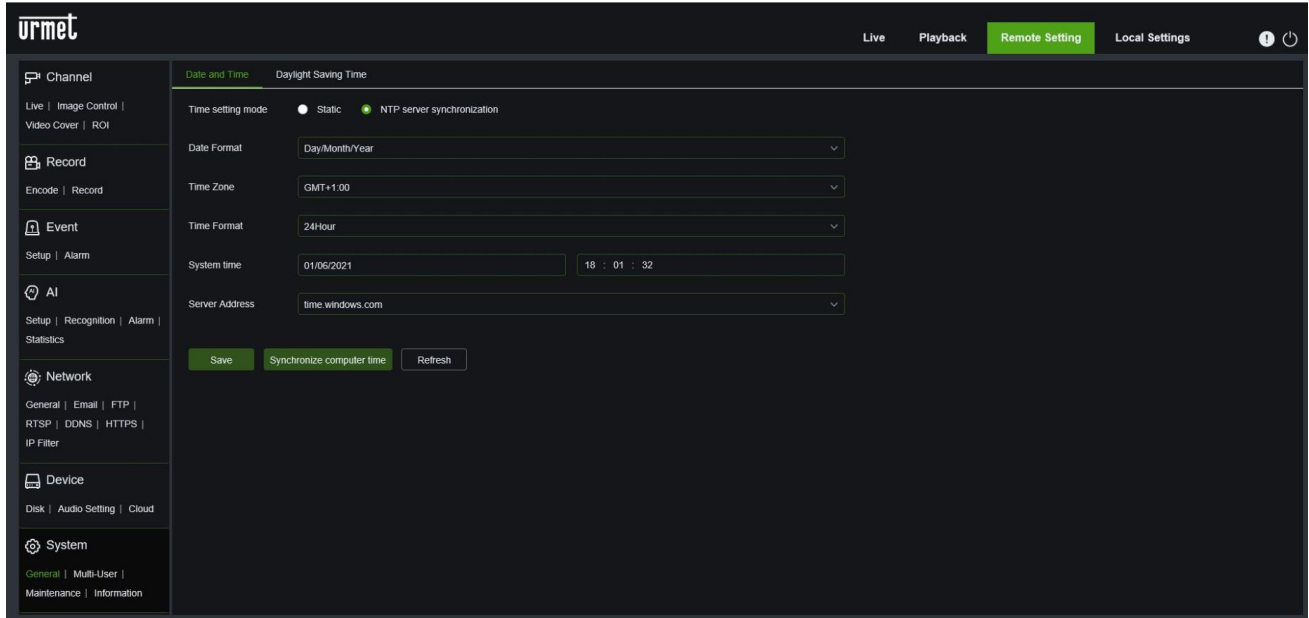 urmet
Live Playback Remote Setting Local Settings
Channel
Live | Image Control |
Video Cover | ROI
Record
Encode | Record
Event
Setup | Alarm
AI
Setup | Recognition | Alarm |
Statistics
Network
General | Email | FTP |
RTSP | DDNS | HTTPS |
IP Filter
Device
Disk | Audio Setting | Cloud
System
General | Multi-User |
Maintenance | Information
Date and Time Daylight Saving Time
Time setting mode Static NTP server synchronization
Date Format Day/Month/Year
Time Zone GMT+1:00
Time Format 24Hour
System time 01/06/2021 18 : 01 : 32
Server Address time.windows.com
Save Synchronize computer time Refresh